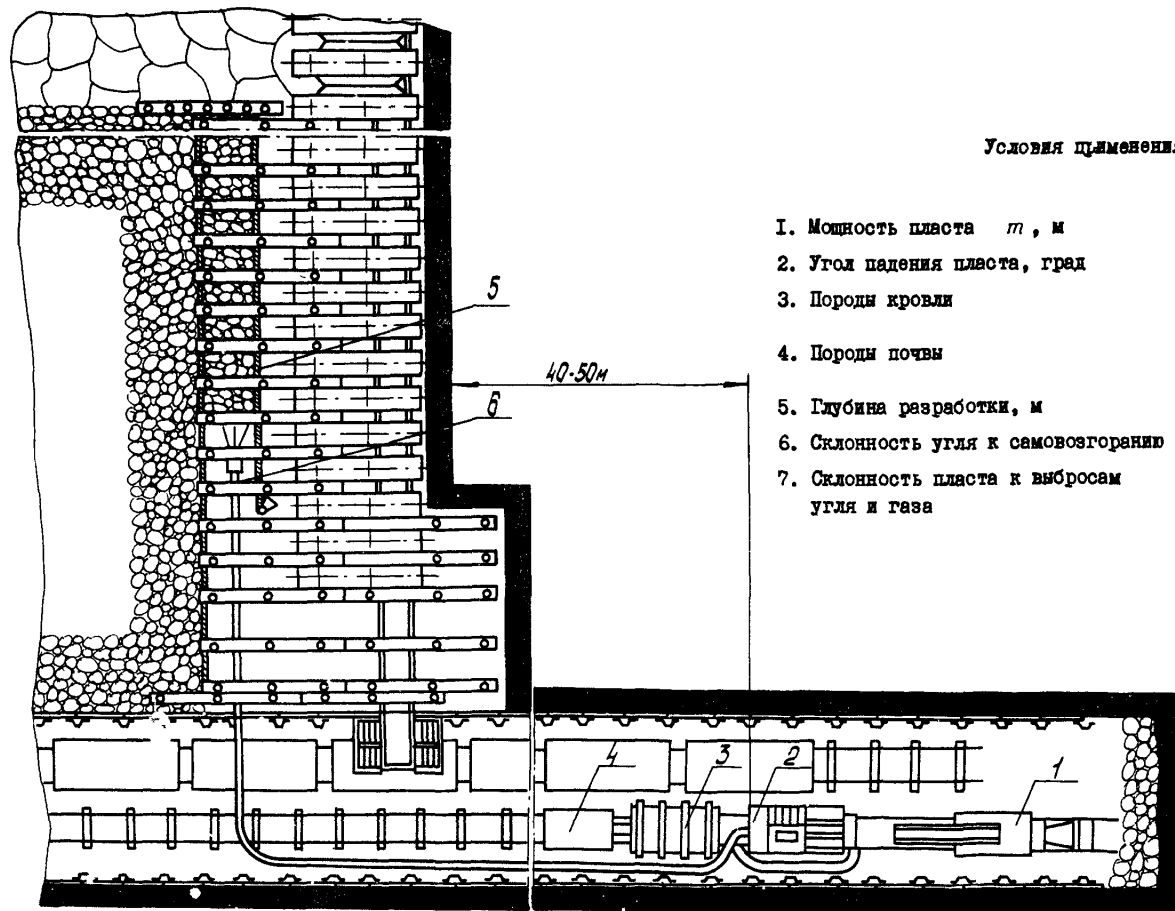 Условия применения
I. Мощность пласта m, м
2. Угол падения пласта, град
3. Породы кровли
4. Породы почвы
5. Глубина разработки, м
6. Склонность угля к самовозгоранию
7. Склонность пласта к выбросам
угля и газа
5
40-50м
6
4
3
2
1